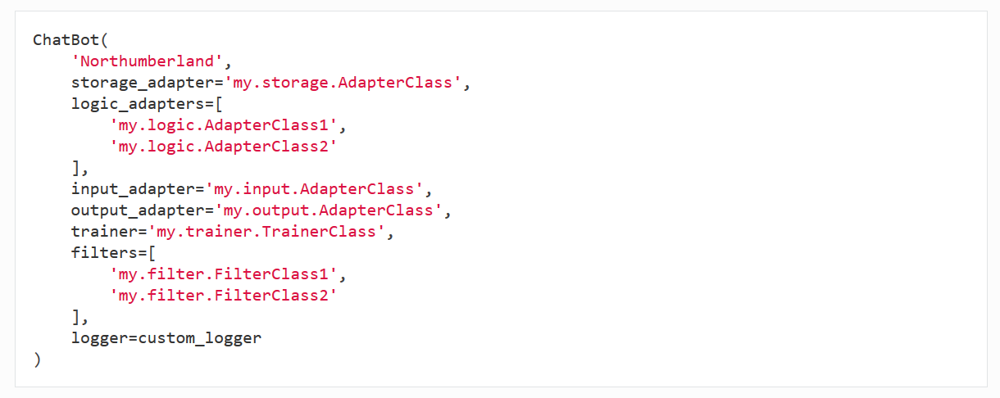 ChatBot(
    'Northumberland',
    storage_adapter='my.storage.AdapterClass',
    logic_adapters=[
        'my.logic.AdapterClass1',
        'my.logic.AdapterClass2'
    ],
    input_adapter='my.input.AdapterClass',
    output_adapter='my.output.AdapterClass',
    trainer='my.trainer.TrainerClass',
    filters=[
        'my.filter.FilterClass1',
        'my.filter.FilterClass2'
    ],
    logger=custom_logger
)